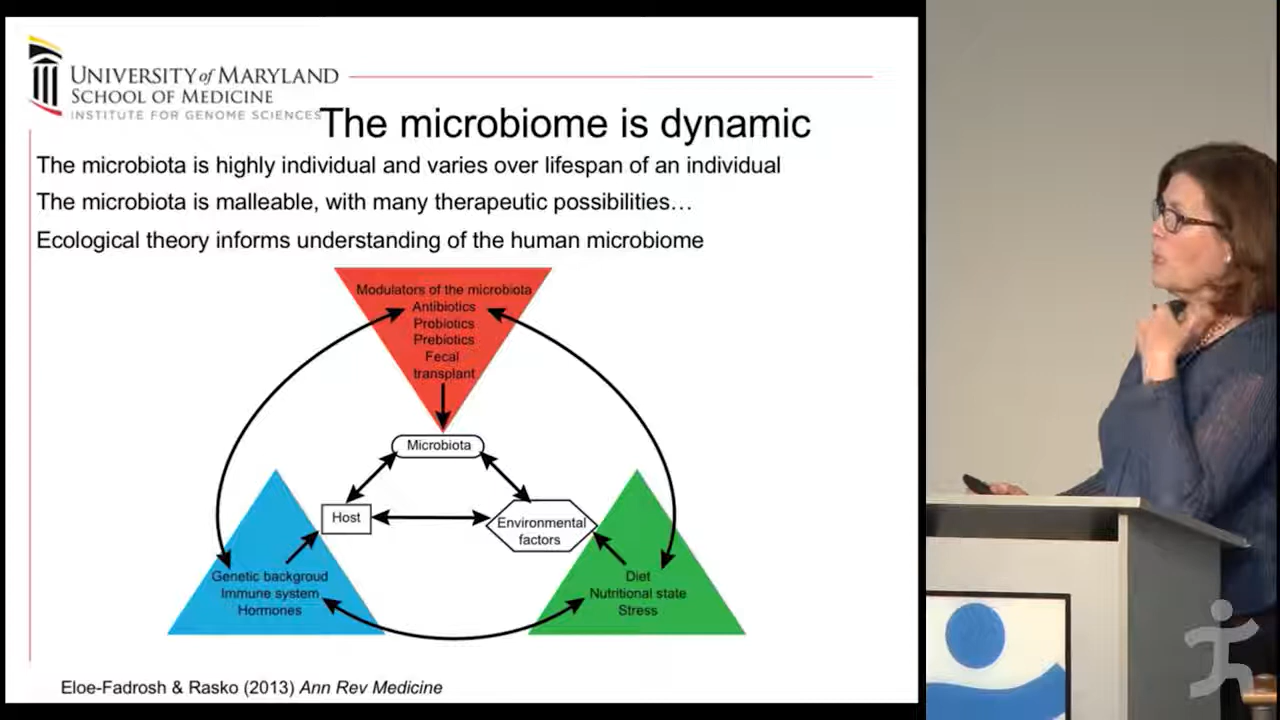 UNIVERSITY of MARYLAND
SCHOOL OF MEDICINE
INSTITUTE FOR GENOME SCIENCES
The microbiome is dynamic
The microbiota is highly individual and varies over lifespan of an individual
The microbiota is malleable, with many therapeutic possibilities…
Ecological theory informs understanding of the human microbiome
Modulators of the microbiota
Antibiotics
Probiotics
Prebiotics
Fecal
transplant
Microbiota
Host
Environmental
factors
Genetic backgroud
Immune system
Hormones
Diet
Nutritional state
Stress
Eloe-Fadrosh & Rasko (2013) Ann Rev Medicine